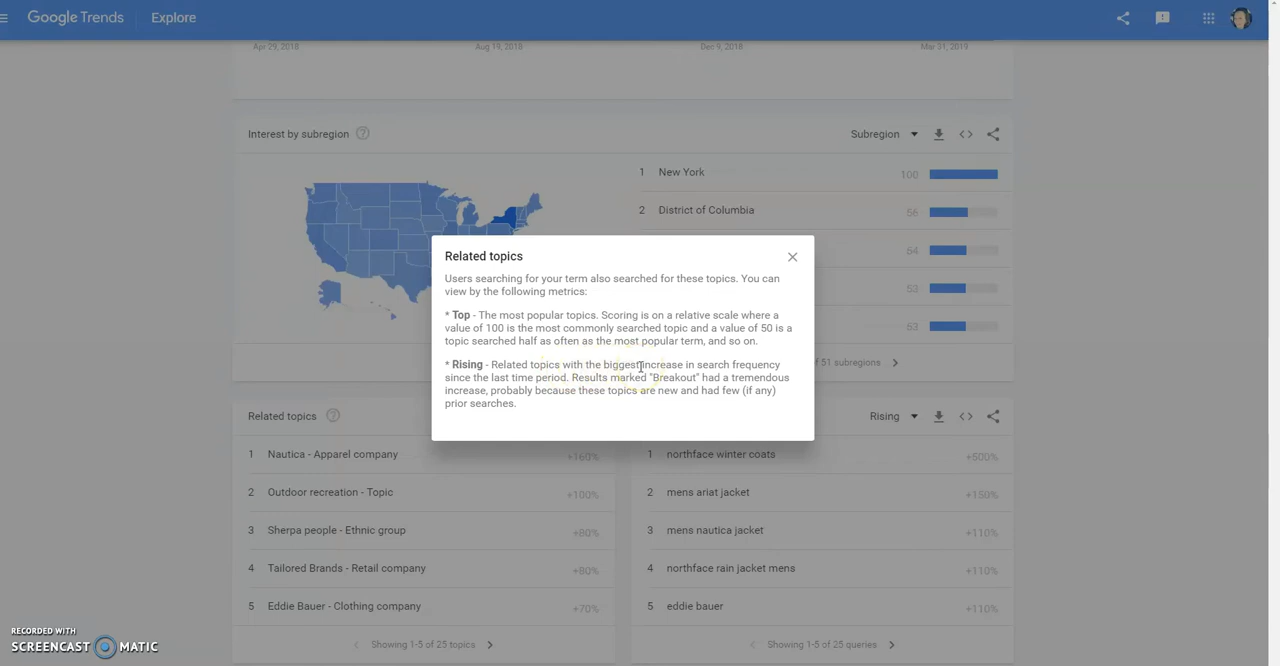 Google Trends Explore
Apr 29, 2018 Aug 19, 2018 Dec 9, 2018 Mar 31, 2019
Interest by subregion Subregion
1 New York 100
2 District of Columbia 56
54
53
53
of 51 subregions
Related topics
Users searching for your term also searched for these topics. You can
view by the following metrics:
* Top - The most popular topics. Scoring is on a relative scale where a
value of 100 is the most commonly searched topic and a value of 50 is a
topic searched half as often as the most popular term, and so on.
* Rising - Related topics with the biggest increase in search frequency
since the last time period. Results marked "Breakout" had a tremendous
increase, probably because these topics are new and had few (if any)
prior searches.
Related topics
1 Nautica - Apparel company +160%
2 Outdoor recreation - Topic +100%
3 Sherpa people - Ethnic group +80%
4 Tailored Brands - Retail company +80%
5 Eddie Bauer - Clothing company +70%
Showing 1-5 of 25 topics
Rising
1 northface winter coats +500%
2 mens ariat jacket +150%
3 mens nautica jacket +110%
4 northface rain jacket mens +110%
5 eddie bauer +110%
Showing 1-5 of 25 queries
RECORDED WITH
SCREENCAST MATIC